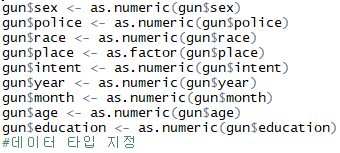 gun$sex <- as.numeric(gun$sex)
gun$police <- as.numeric(gun$police)
gun$race <- as.numeric(gun$race)
gun$place <- as.factor(gun$place)
gun$intent <- as.numeric(gun$intent)
gun$year <- as.numeric(gun$year)
gun$month <- as.numeric(gun$month)
gun$age <- as.numeric(gun$age)
gun$education <- as.numeric(gun$education)
#데이터 타입 지정